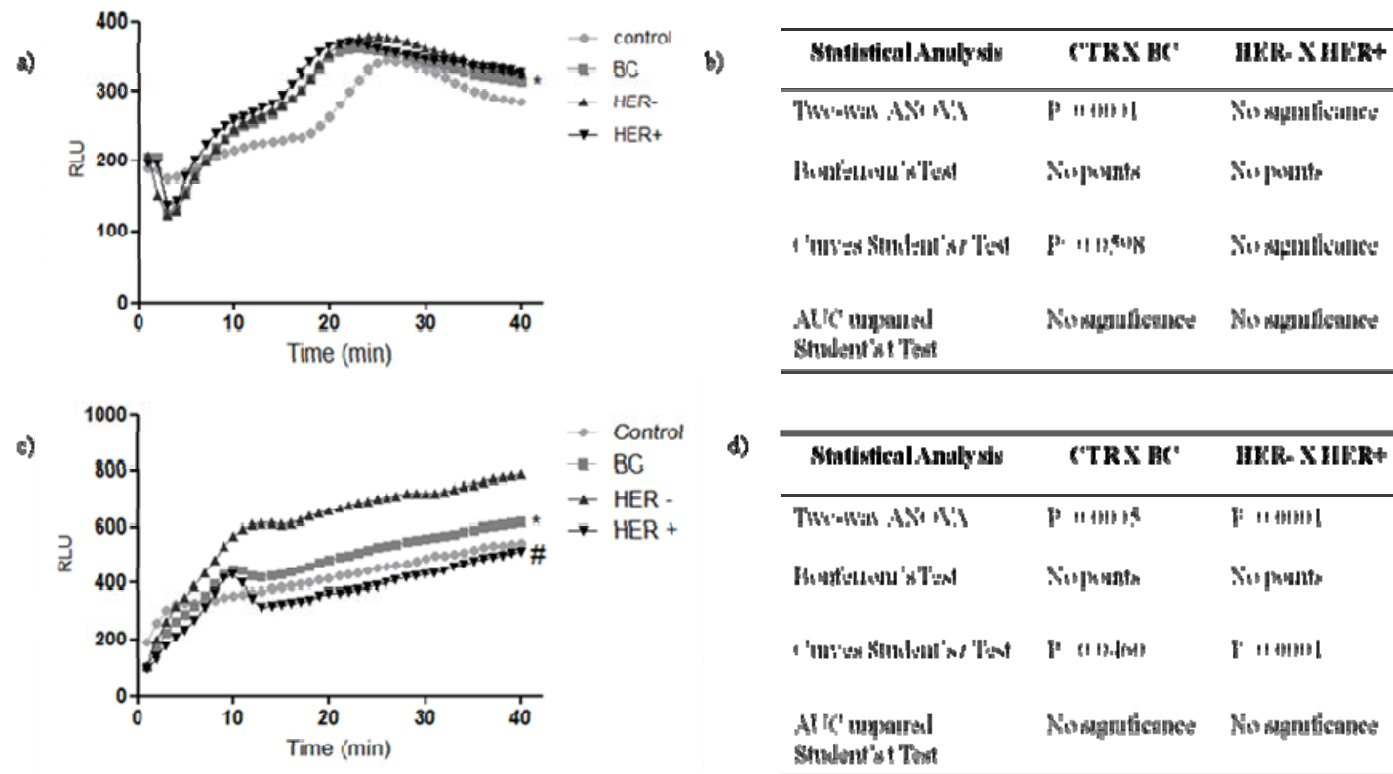 a)
400
300
200
100
0
RLU
0 10 20 30 40
Time (min)
control
BC
HER-
HER+
*
b)
Statistical Analysis CTR X BC HER- X HER+
Two-way ANOVA No significance
Bonferroni's Test No points No points
Curves Student's t Test No significance
AUC unpaired No significance No significance
Student's t Test
c)
1000
800
600
400
200
0
RLU
0 10 20 30 40
Time (min)
Control
BC
HER -
HER +
*
#
d)
Statistical Analysis CTR X BC HER- X HER+
Two-way ANOVA
Bonferroni's Test No points No points
Curves Student's t Test
AUC unpaired No significance No significance
Student's t Test